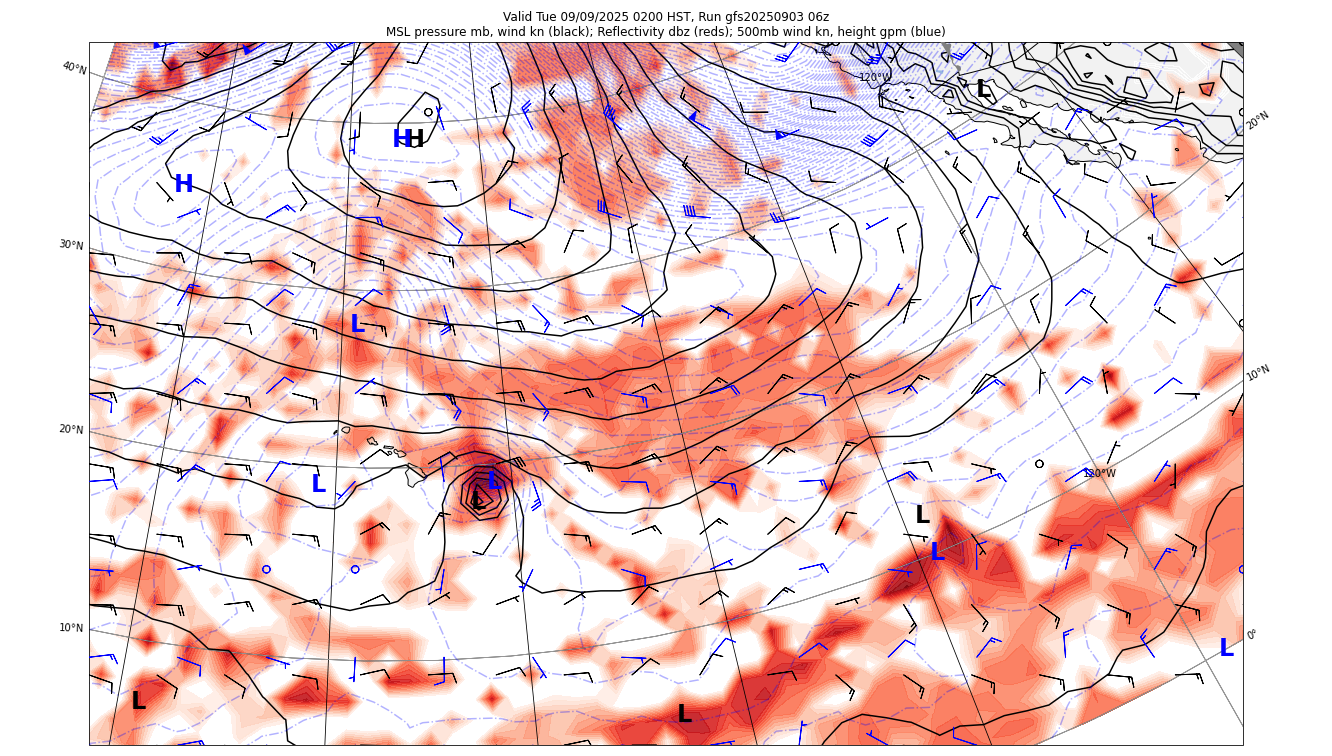 Valid Tue 09/09/2025 0200 HST, Run gfs20250903 06z
MSL pressure mb, wind kn (black); Reflectivity dbz (reds); 500mb wind kn, height gpm (blue)
40°N
120°W
L
20°N
H
H
H
30°N
L
10°N
20°N
L
L
L
120°W
L
L
10°N
0°
L
L
L